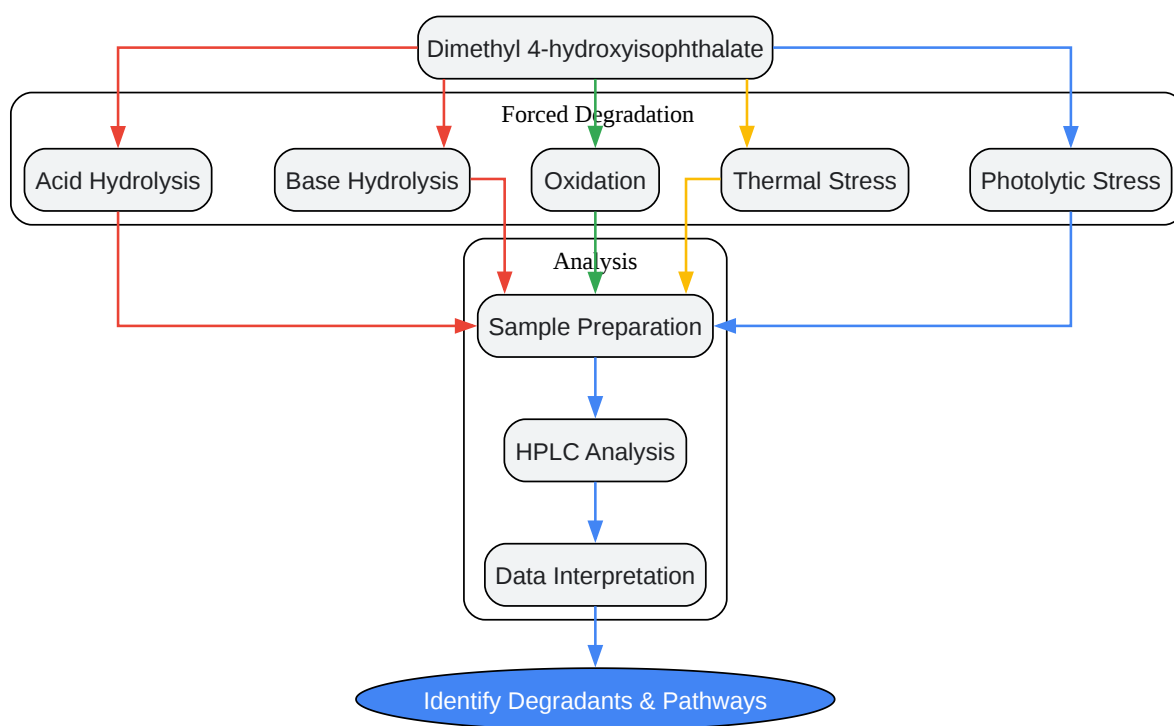 Dimethyl 4-hydroxyisophthalate
Forced Degradation
Acid Hydrolysis
Base Hydrolysis
Oxidation
Thermal Stress
Photolytic Stress
Analysis
Sample Preparation
HPLC Analysis
Data Interpretation
Identify Degradants & Pathways